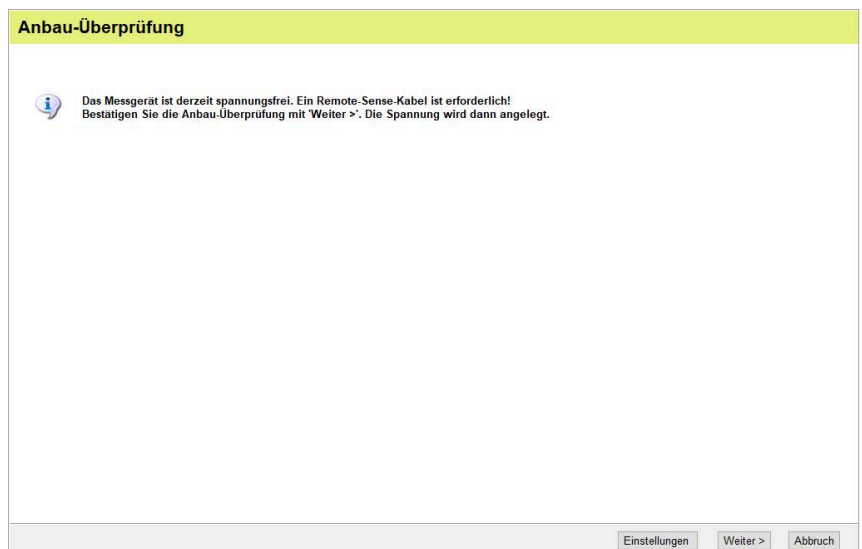 Anbau-Überprüfung
Das Messgerät ist derzeit spannungsfrei. Ein Remote-Sense-Kabel ist erforderlich!
Bestätigen Sie die Anbau-Überprüfung mit 'Weiter >'. Die Spannung wird dann angelegt.
Einstellungen Weiter > Abbruch